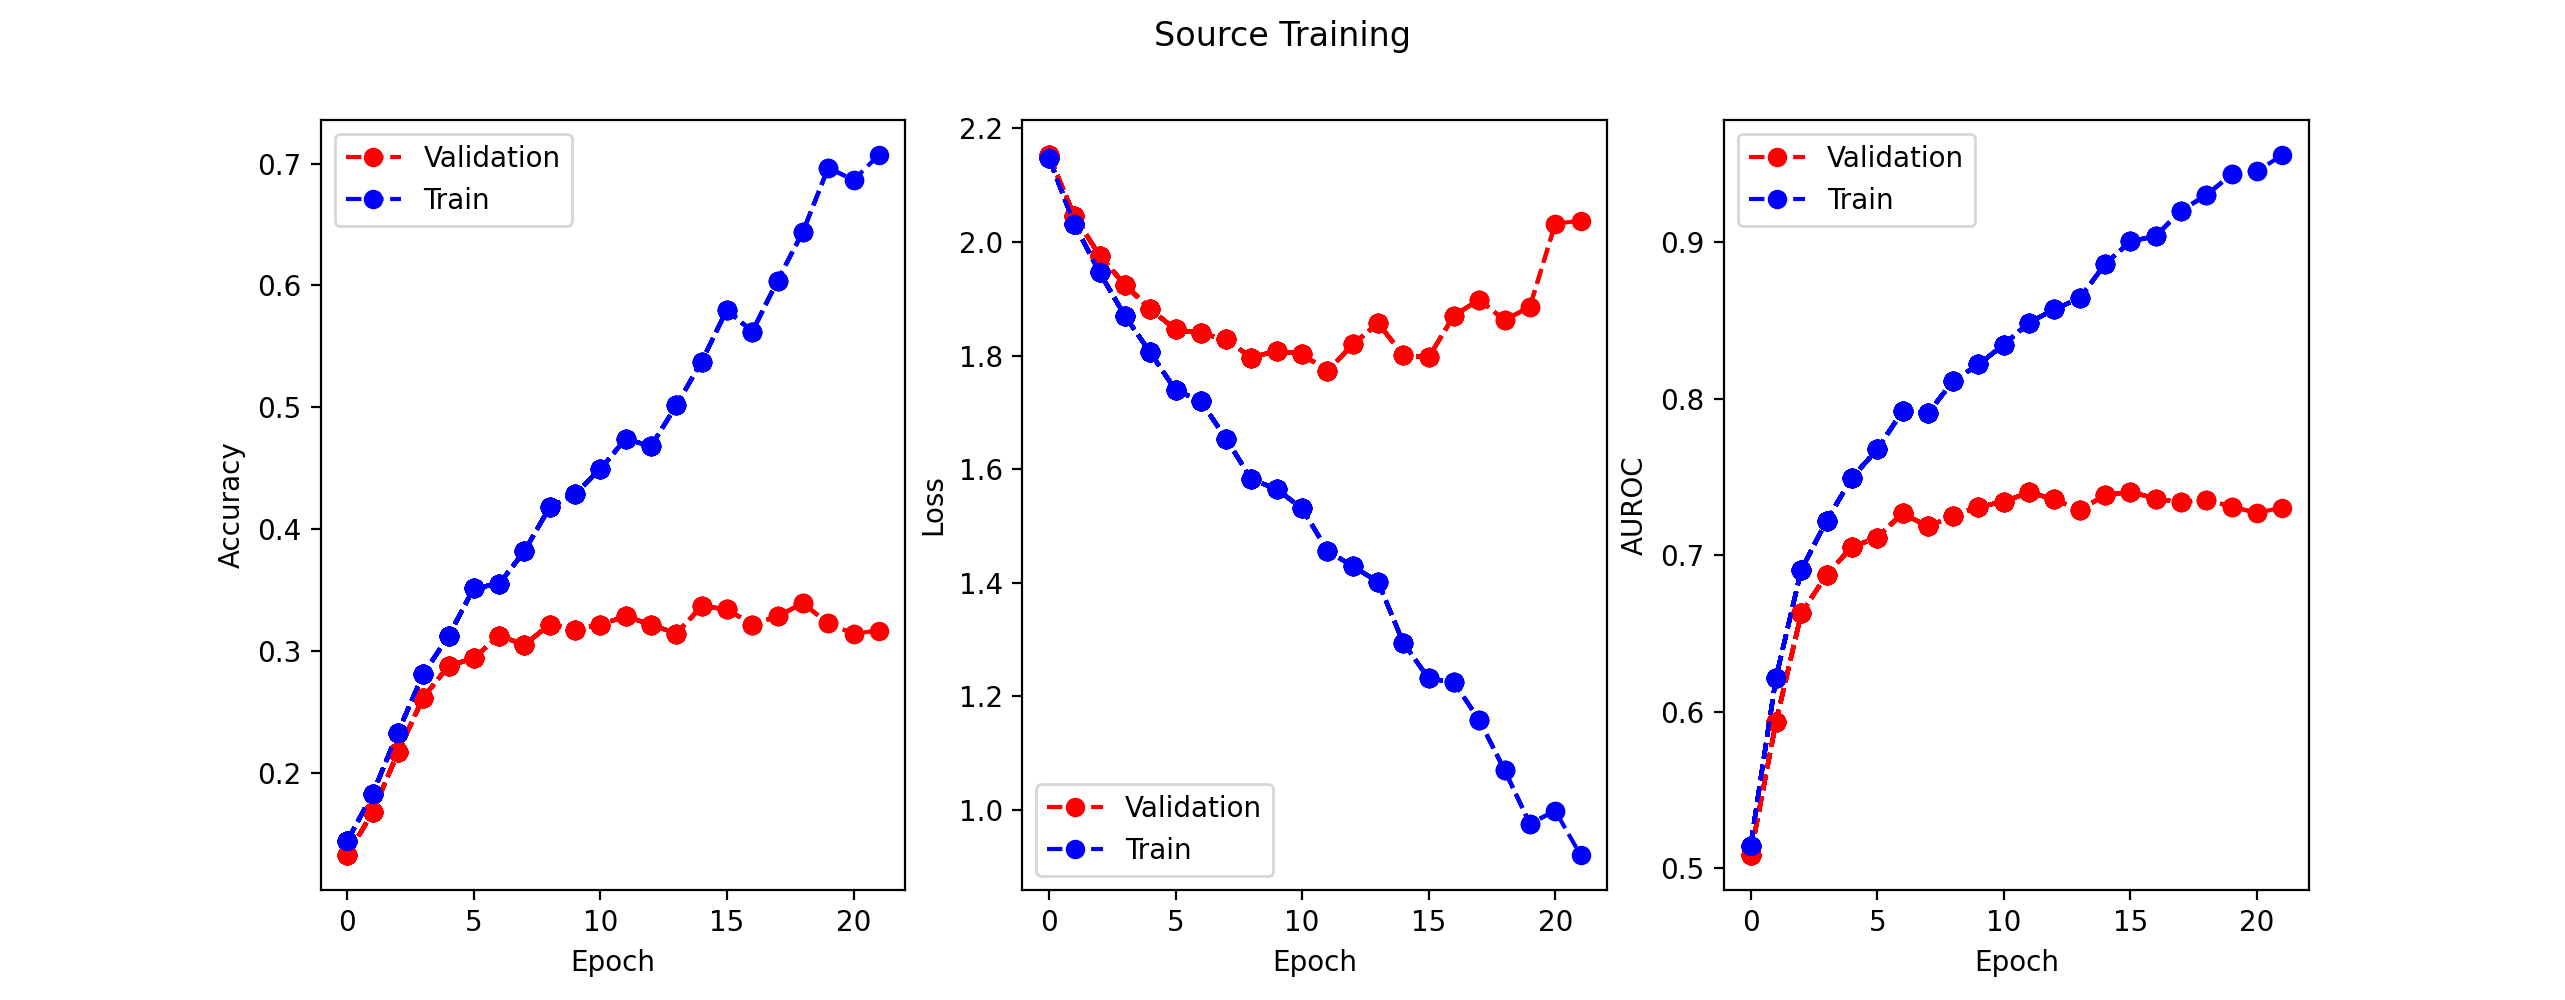 Source Training
Validation
Train
0.7
0.6
0.5
0.4
0.3
0.2
Accuracy
0 5 10 15 20
Epoch
2.2
2.0
1.8
1.6
1.4
1.2
1.0
Loss
Validation
Train
0 5 10 15 20
Epoch
Validation
Train
0.9
0.8
0.7
0.6
0.5
AUROC
0 5 10 15 20
Epoch